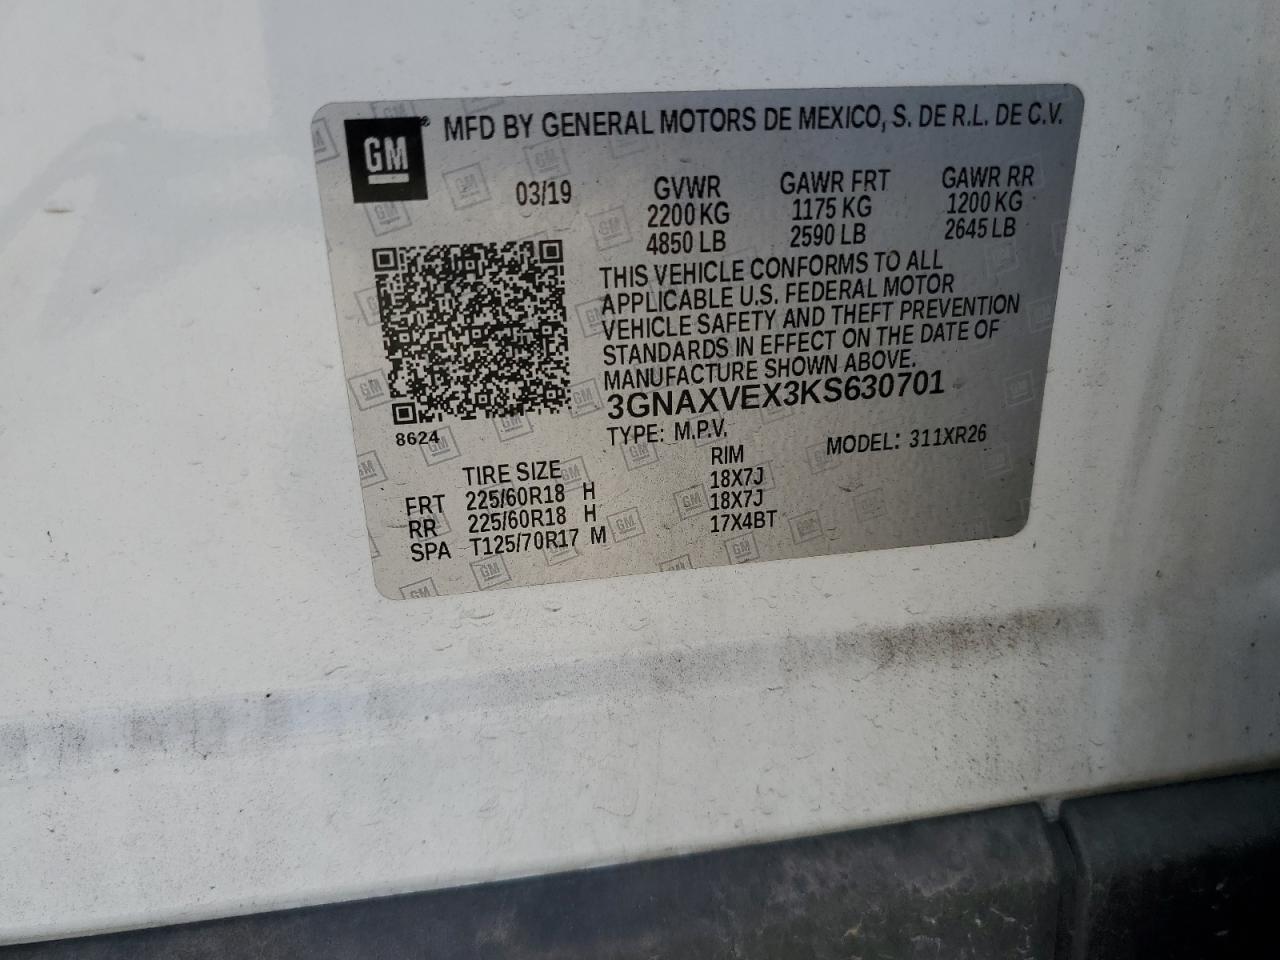 GM ® MFD BY GENERAL MOTORS DE MEXICO, S. DE R.L. DE C.V.
03/19 GVWR GAWR FRT GAWR RR
2200 KG 1175 KG 1200 KG
4850 LB 2590 LB 2645 LB
THIS VEHICLE CONFORMS TO ALL
APPLICABLE U.S. FEDERAL MOTOR
VEHICLE SAFETY AND THEFT PREVENTION
STANDARDS IN EFFECT ON THE DATE OF
MANUFACTURE SHOWN ABOVE.
3GNAXVEX3KS630701
8624
TYPE: M.P.V. MODEL: 311XR26
TIRE SIZE RIM
FRT 225/60R18 H 18X7J
RR 225/60R18 H 18X7J
SPA T125/70R17 M 17X4BT